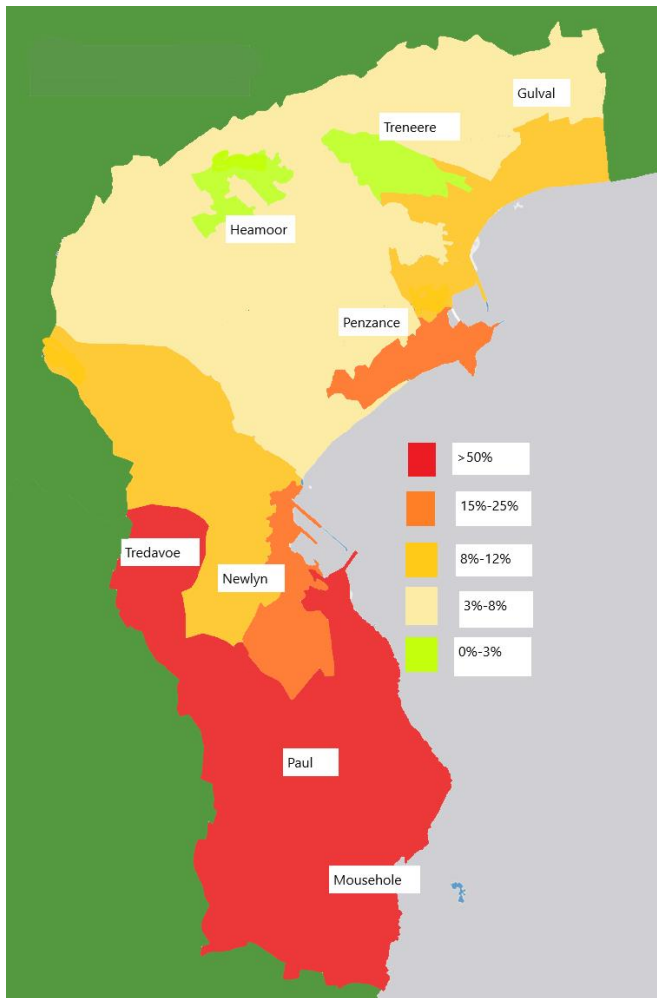 Gulval
Treneere
Heamoor
Penzance
>50%
15%-25%
Tredavoe
8%-12%
Newlyn
3%-8%
0%-3%
Paul
Mousehole